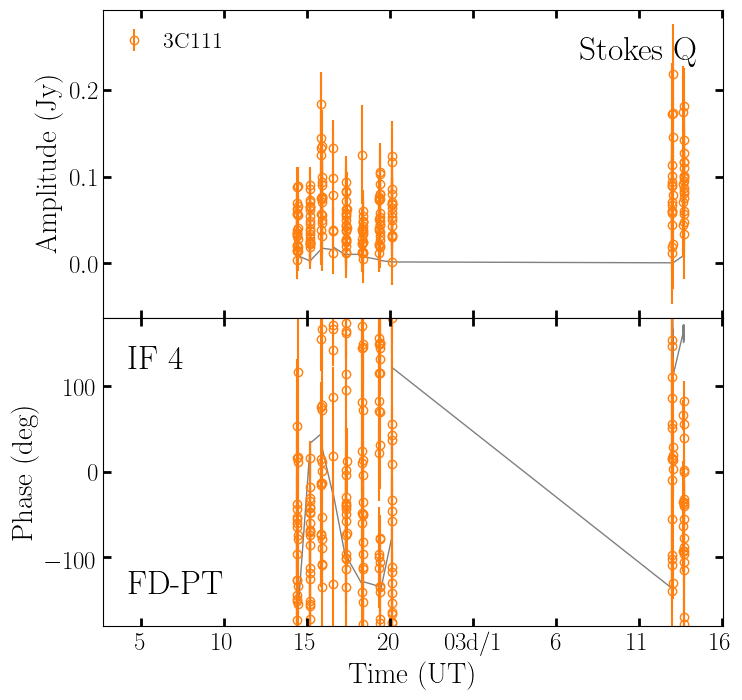 3C111
Stokes Q
Amplitude (Jy)
0.2
0.1
0.0
IF 4
FD-PT
Phase (deg)
100
0
−100
5 10 15 20 03d/1 6 11 16
Time (UT)